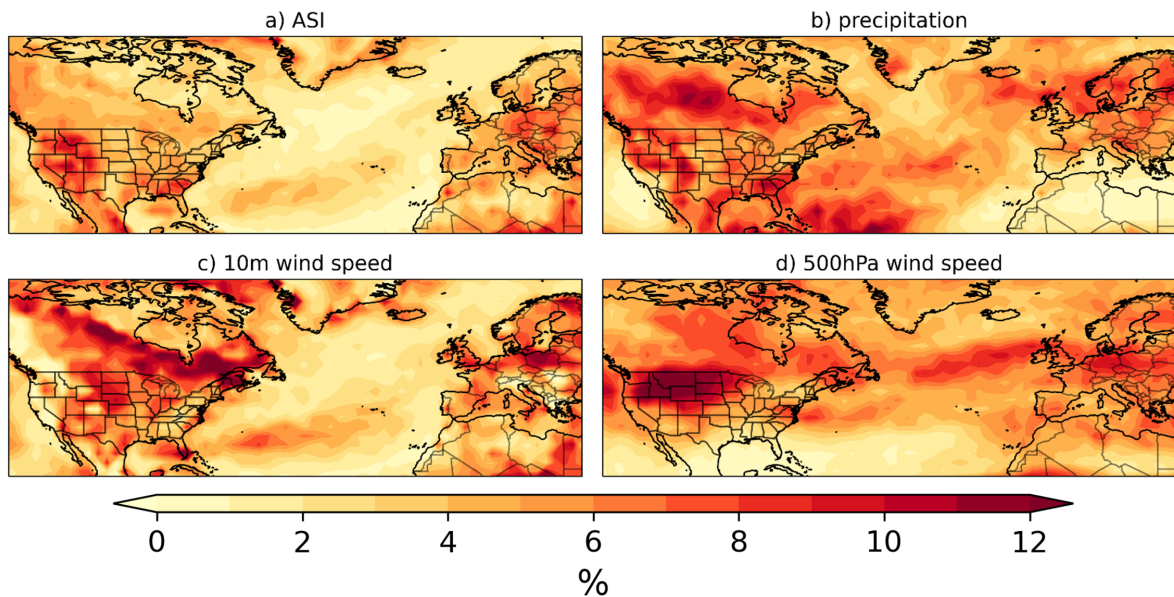 a) ASI
b) precipitation
c) 10m wind speed
d) 500hPa wind speed
0 2 4 6 8 10 12
%